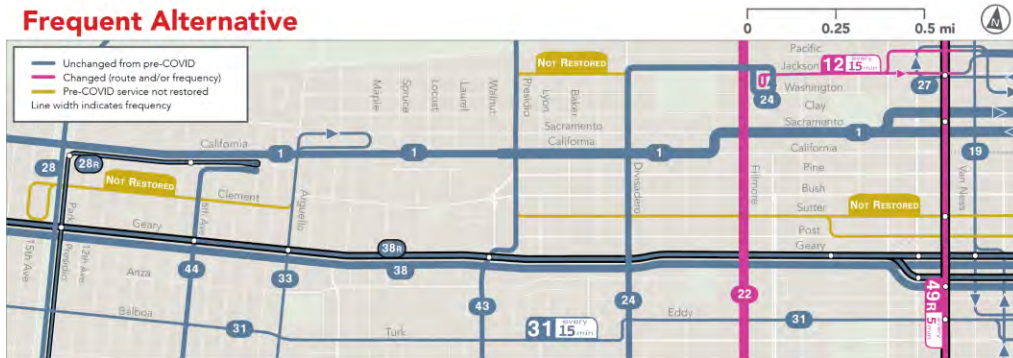 Frequent Alternative
0 0.25 0.5 mi
N
Unchanged from pre-COVID
Changed (route and/or frequency)
Pre-COVID service not restored
Line width indicates frequency
Maple
Spruce
Locust
Laurel
Walnut
Presidio
Lyon
Baker
NOT RESTORED
Pacific
Jackson
12 every 15 min
Washington
24
27
Clay
Sacramento
Sacramento
California
California
1
1
1
1
California
28
28R
NOT RESTORED
Clement
Arguello
6th Ave
Divisadero
Fillmore
Pine
Bush
Sutter
NOT RESTORED
Post
Geary
19
Van Ness
Park Presidio
15th Ave
12th Ave
Geary
38R
38
Anza
44
33
43
24
22
49R every 5 min
Balboa
31
Turk
31 every 15 min
Eddy
31